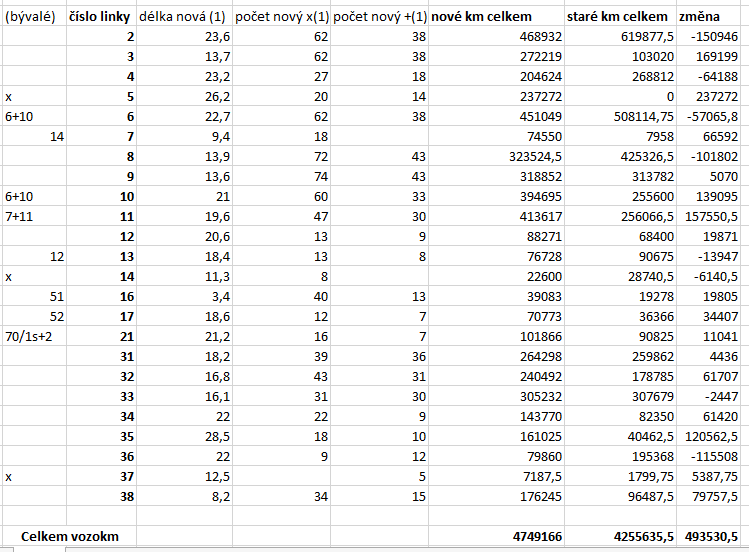 (bývalé) číslo linky délka nová (1) počet nový x(1) počet nový +(1) nové km celkem staré km celkem změna
2 23,6 62 38 468932 619877,5 -150946
3 13,7 62 38 272219 103020 169199
4 23,2 27 18 204624 268812 -64188
x 5 26,2 20 14 237272 0 237272
6+10 6 22,7 62 38 451049 508114,75 -57065,8
14 7 9,4 18 74550 7958 66592
8 13,9 72 43 323524,5 425326,5 -101802
9 13,6 74 43 318852 313782 5070
6+10 10 21 60 33 394695 255600 139095
7+11 11 19,6 47 30 413617 256066,5 157550,5
12 20,6 13 9 88271 68400 19871
12 13 18,4 13 8 76728 90675 -13947
x 14 11,3 8 22600 28740,5 -6140,5
51 16 3,4 40 13 39083 19278 19805
52 17 18,6 12 7 70773 36366 34407
70/1s+2 21 21,2 16 7 101866 90825 11041
31 18,2 39 36 264298 259862 4436
32 16,8 43 31 240492 178785 61707
33 16,1 31 30 305232 307679 -2447
34 22 22 9 143770 82350 61420
35 28,5 18 10 161025 40462,5 120562,5
36 22 9 12 79860 195368 -115508
x 37 12,5 5 7187,5 1799,75 5387,75
38 8,2 34 15 176245 96487,5 79757,5
Celkem vozokm 4749166 4255635,5 493530,5